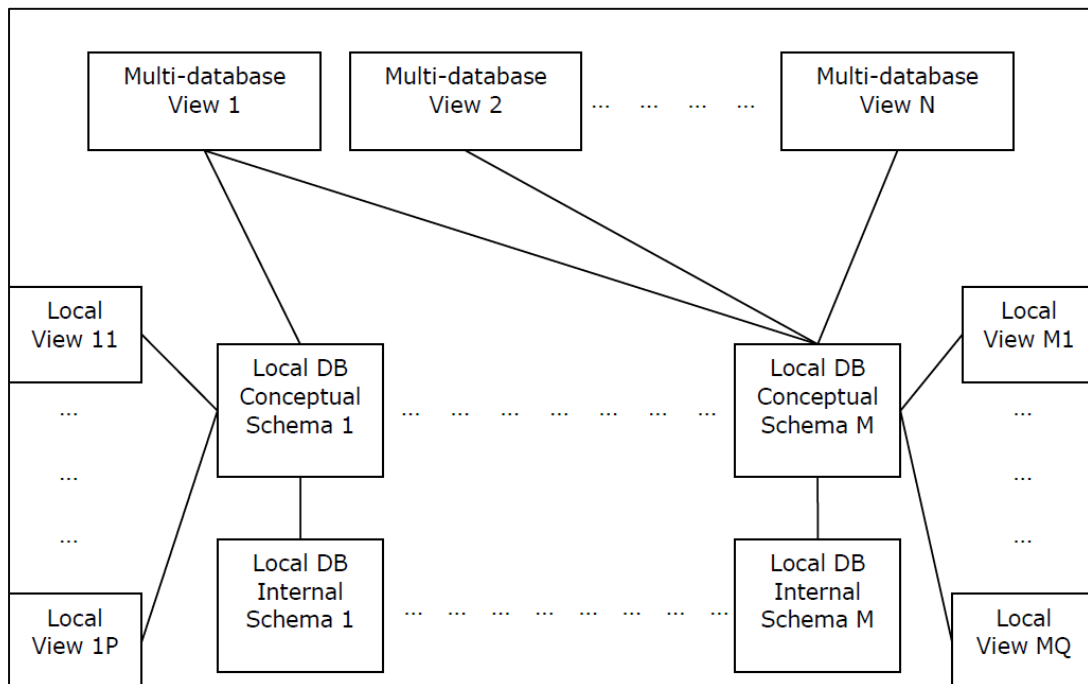 Multi-database
View 1
Multi-database
View 2
... ... ... ...
Multi-database
View N
Local
View 11
Local
View M1
Local DB
Conceptual
Schema 1
... ... ... ... ... ... ...
Local DB
Conceptual
Schema M
...
...
...
...
...
...
Local DB
Internal
Schema 1
... ... ... ... ... ... ... ...
Local DB
Internal
Schema M
Local
View 1P
Local
View MQ